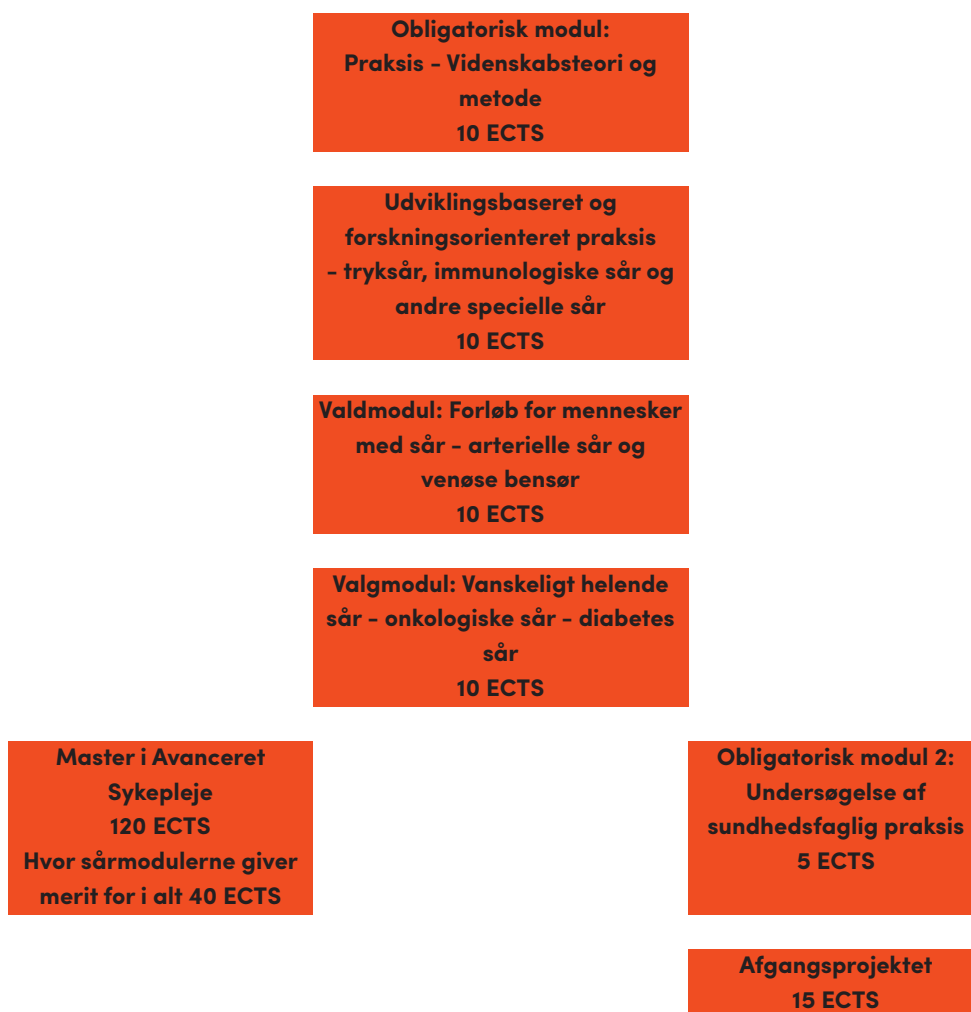 Obligatorisk modul:
Praksis - Videnskabsteori og
metode
10 ECTS
Udviklingsbaseret og
forskningsorienteret praksis
- tryksår, immunologiske sår og
andre specielle sår
10 ECTS
Valdmodul: Forløb for mennesker
med sår - arterielle sår og
venøse bensør
10 ECTS
Valgmodul: Vanskeligt helende
sår - onkologiske sår - diabetes
sår
10 ECTS
Master i Avanceret
Sykepleje
120 ECTS
Hvor sårmodulerne giver
merit for i alt 40 ECTS
Obligatorisk modul 2:
Undersøgelse af
sundhedsfaglig praksis
5 ECTS
Afgangsprojektet
15 ECTS